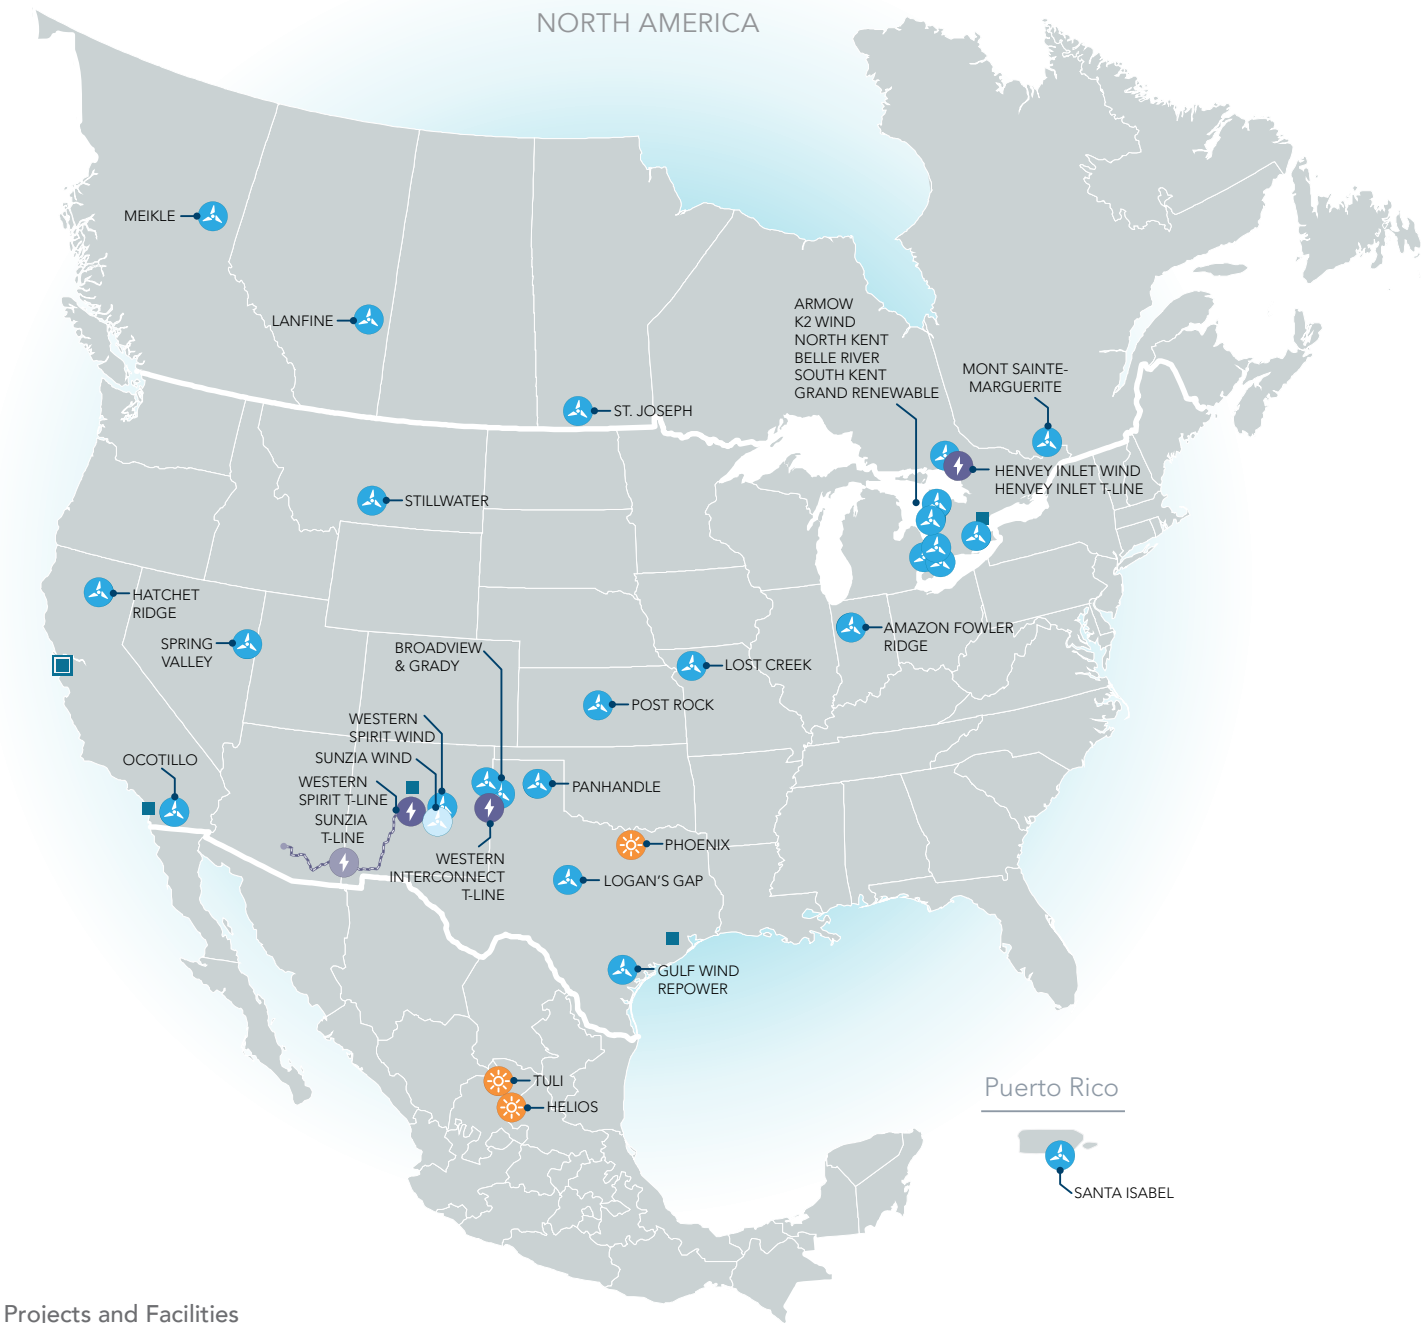 NORTH AMERICA
MEIKLE
LANFINE
ARMOW
K2 WIND
NORTH KENT
BELLE RIVER
SOUTH KENT
GRAND RENEWABLE
MONT SAINTE-
MARGUERITE
ST. JOSEPH
HENVEY INLET WIND
HENVEY INLET T-LINE
STILLWATER
HATCHET
RIDGE
SPRING
VALLEY
BROADVIEW
& GRADY
AMAZON FOWLER
RIDGE
LOST CREEK
POST ROCK
WESTERN
SPIRIT WIND
SUNZIA WIND
OCOTILLO
WESTERN
SPIRIT T-LINE
SUNZIA
T-LINE
PANHANDLE
PHOENIX
WESTERN
INTERCONNECT
T-LINE
LOGAN'S GAP
GULF WIND
REPOWER
TULI
HELIOS
Puerto Rico
SANTA ISABEL
Projects and Facilities